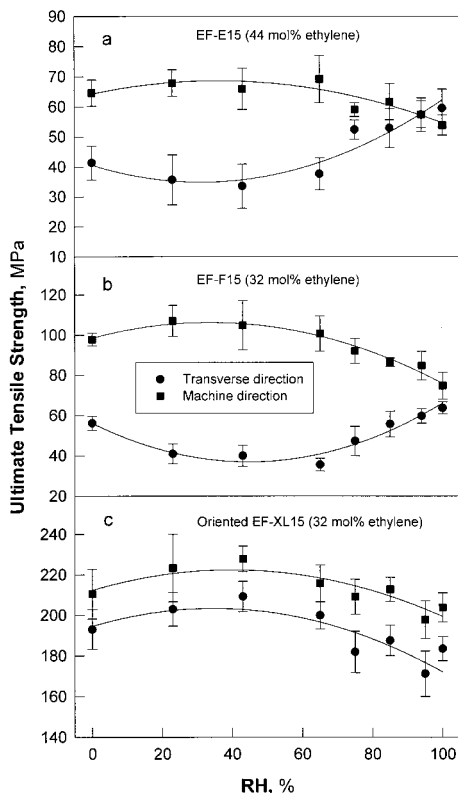 Ultimate Tensile Strength, MPa
a
EF-E15 (44 mol)% ethylene)
90
80
70
60
50
40
30
20
10
b
EF-F15 (32 mol% ethylene)
120
100
80
60
40
20
Transverse direction
Machine direction
c
Oriented EF-XL15 (32 mol% ethylene)
240
220
200
180
160
140
0 20 40 60 80 100
RH, %